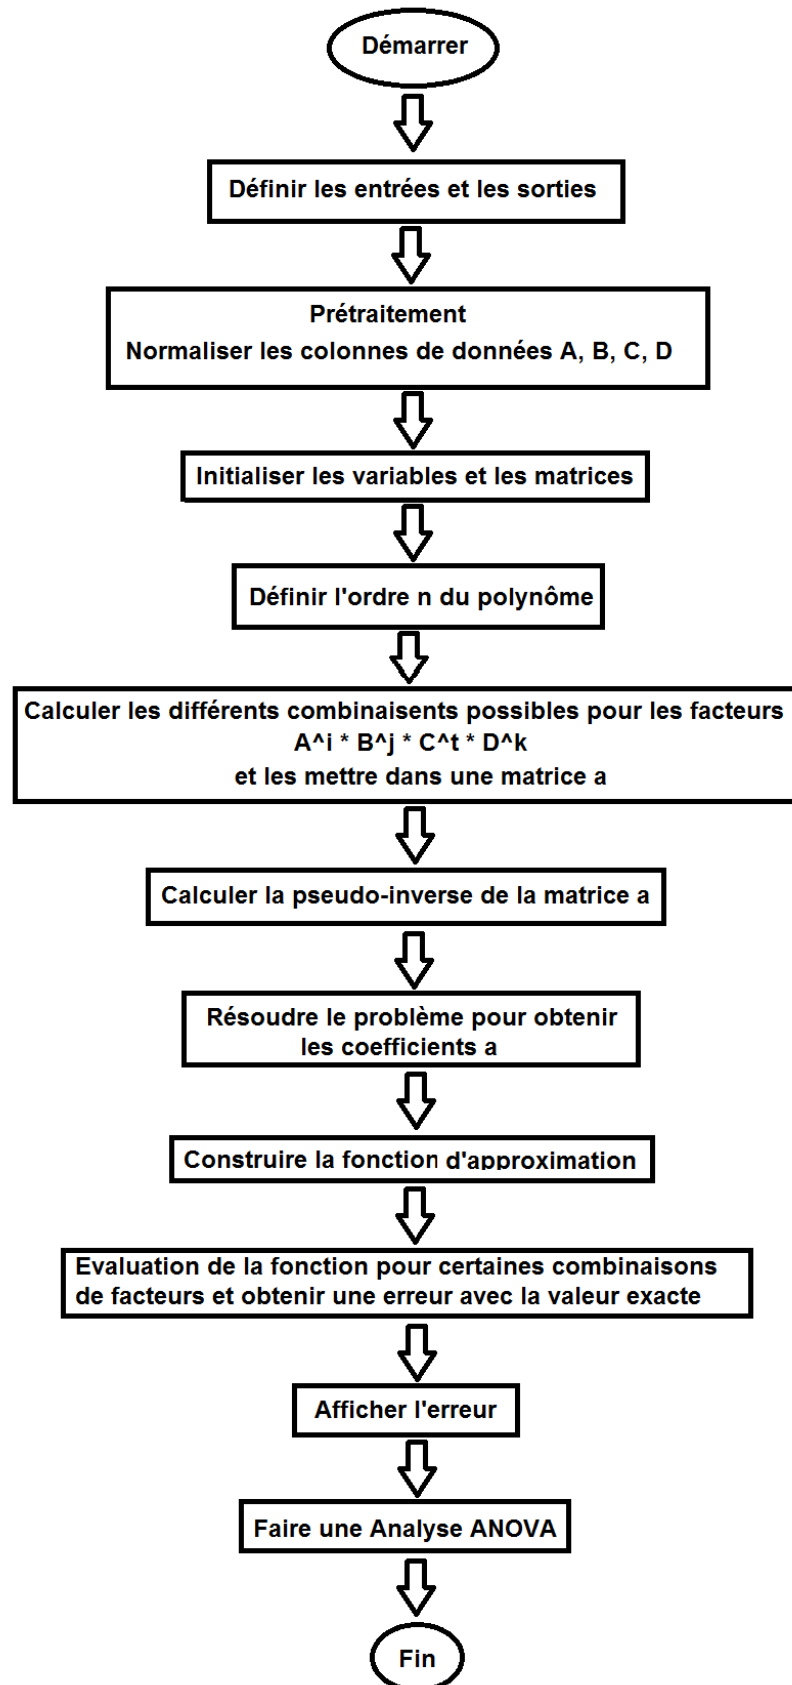 Démarrer
Définir les entrées et les sorties
Prétraitement
Normaliser les colonnes de données A, B, C, D
Initialiser les variables et les matrices
Définir l'ordre n du polynôme
Calculer les différents combinaisents possibles pour les facteurs
A^i * B^j * C^t * D^k
et les mettre dans une matrice a
Calculer la pseudo-inverse de la matrice a
Résoudre le problème pour obtenir
les coefficients a
Construire la fonction d'approximation
Evaluation de la fonction pour certaines combinaisons
de facteurs et obtenir une erreur avec la valeur exacte
Afficher l'erreur
Faire une Analyse ANOVA
Fin